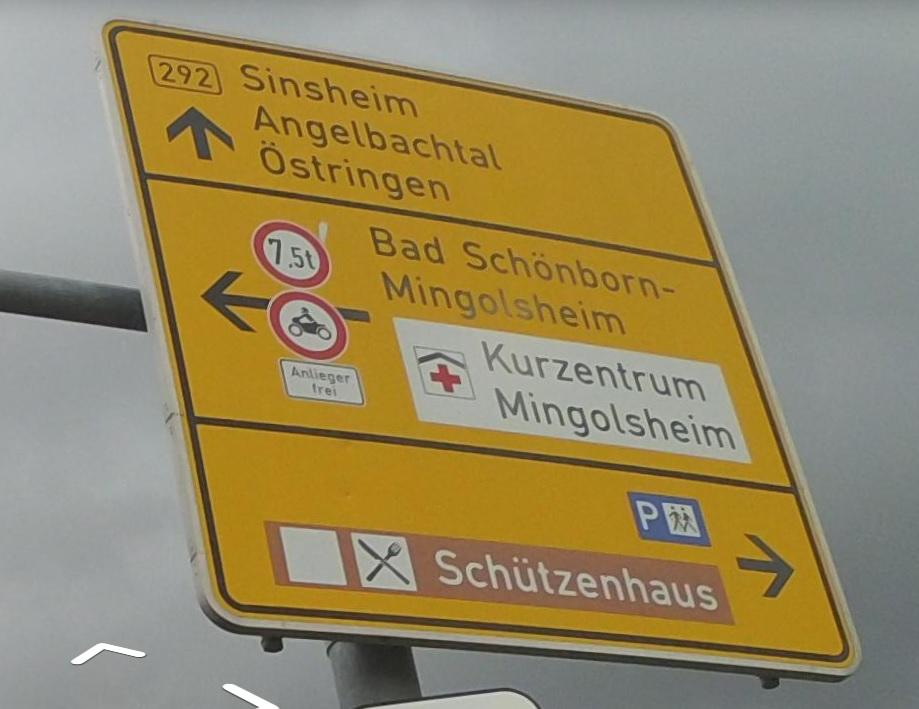 292 Sinsheim
Angelbachtal
Östringen
7,5t
Bad Schönborn-
Mingolsheim
Anlieger
frei
Kurzentrum
Mingolsheim
P
Schützenhaus